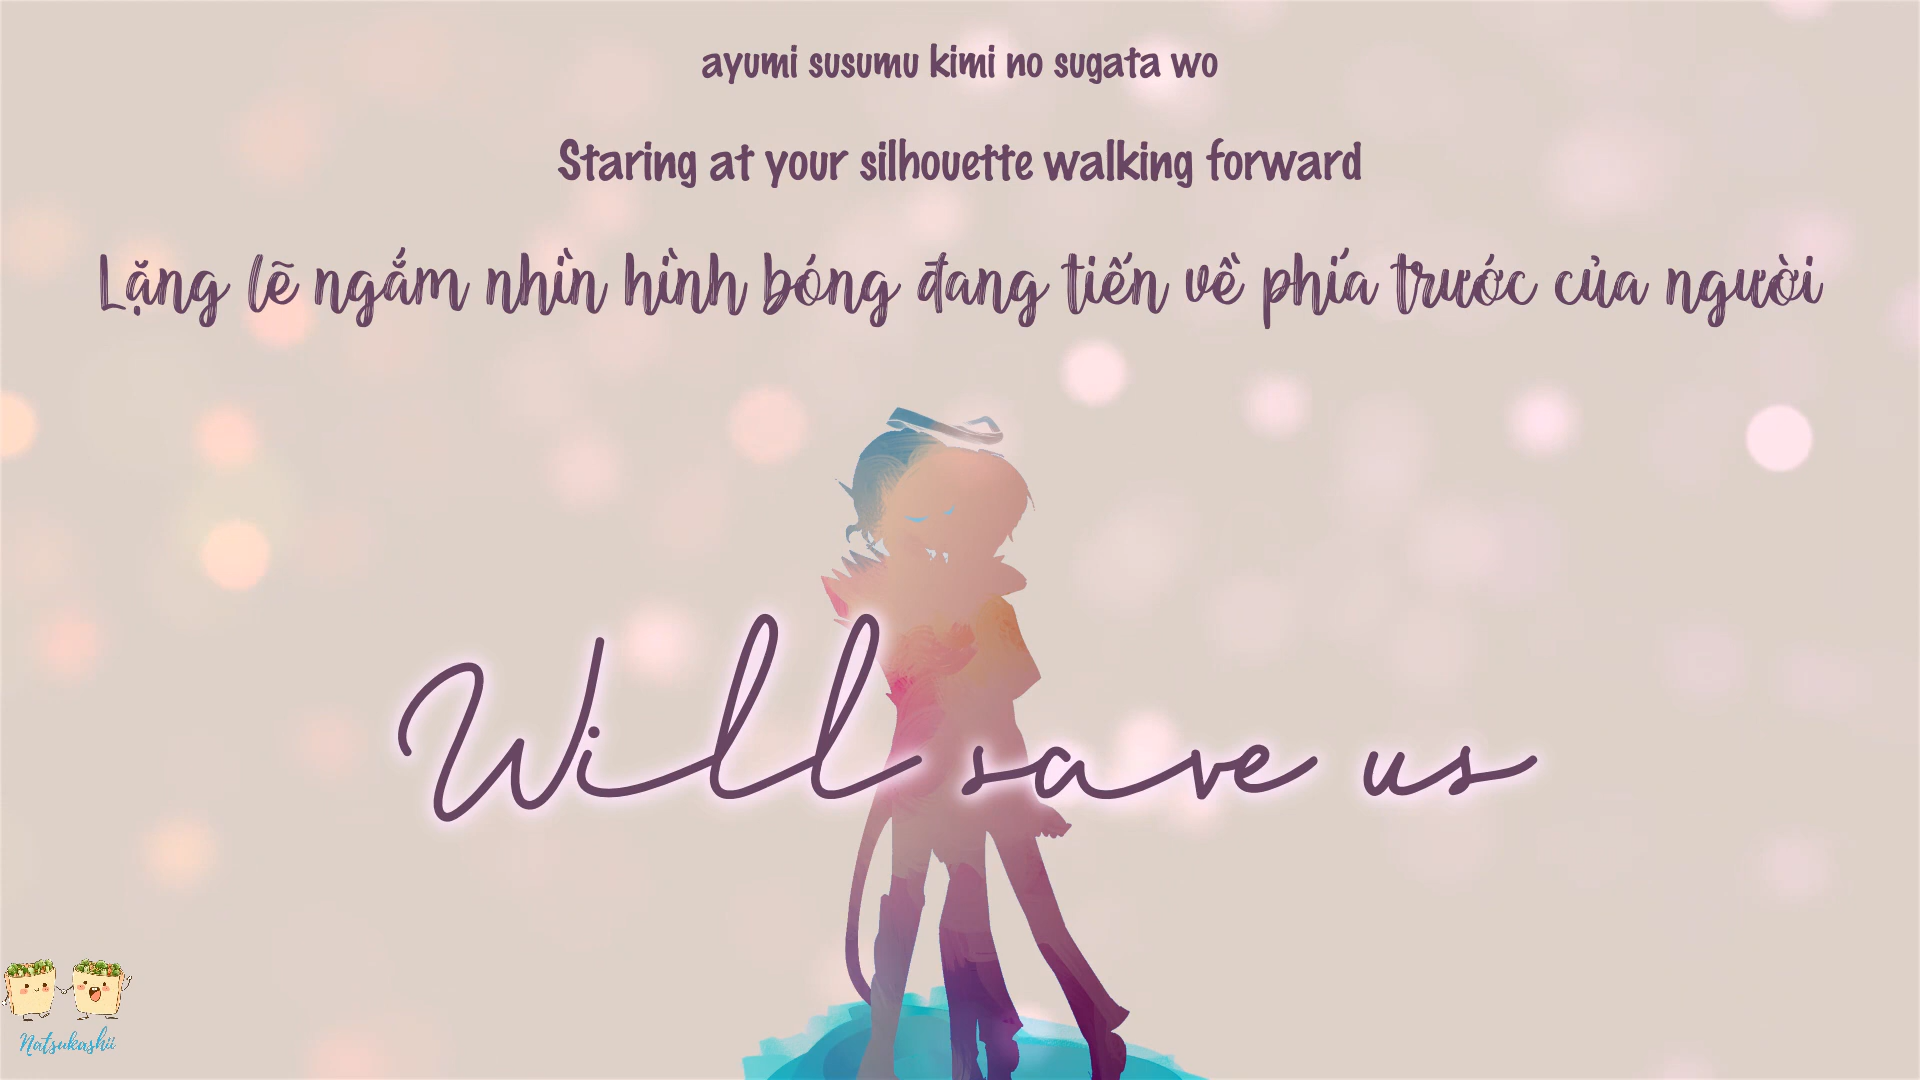 ayumi susumu kimi no sugata wo
Staring at your silhouette walking forward
Lặng lẽ ngắm nhìn hình bóng đang tiến về phía trước của người
Will save us
Natsukashii